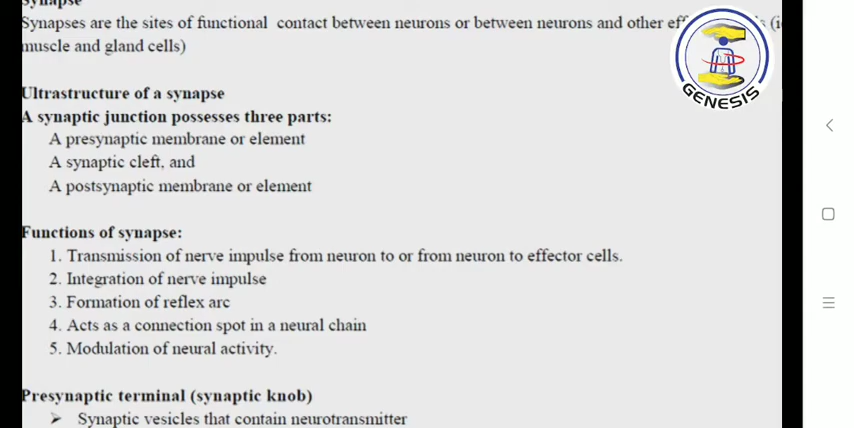 Synapse
Synapses are the sites of functional contact between neurons or between neurons and other
muscle and gland cells)
Ultrastructure of a synapse
A synaptic junction possesses three parts:
A presynaptic membrane or element
A synaptic cleft, and
A postsynaptic membrane or element
Functions of synapse:
1. Transmission of nerve impulse from neuron to or from neuron to effector cells.
2. Integration of nerve impulse
3. Formation of reflex arc
4. Acts as a connection spot in a neural chain
5. Modulation of neural activity.
Presynaptic terminal (synaptic knob)
➢ Synaptic vesicles that contain neurotransmitter
GENESIS